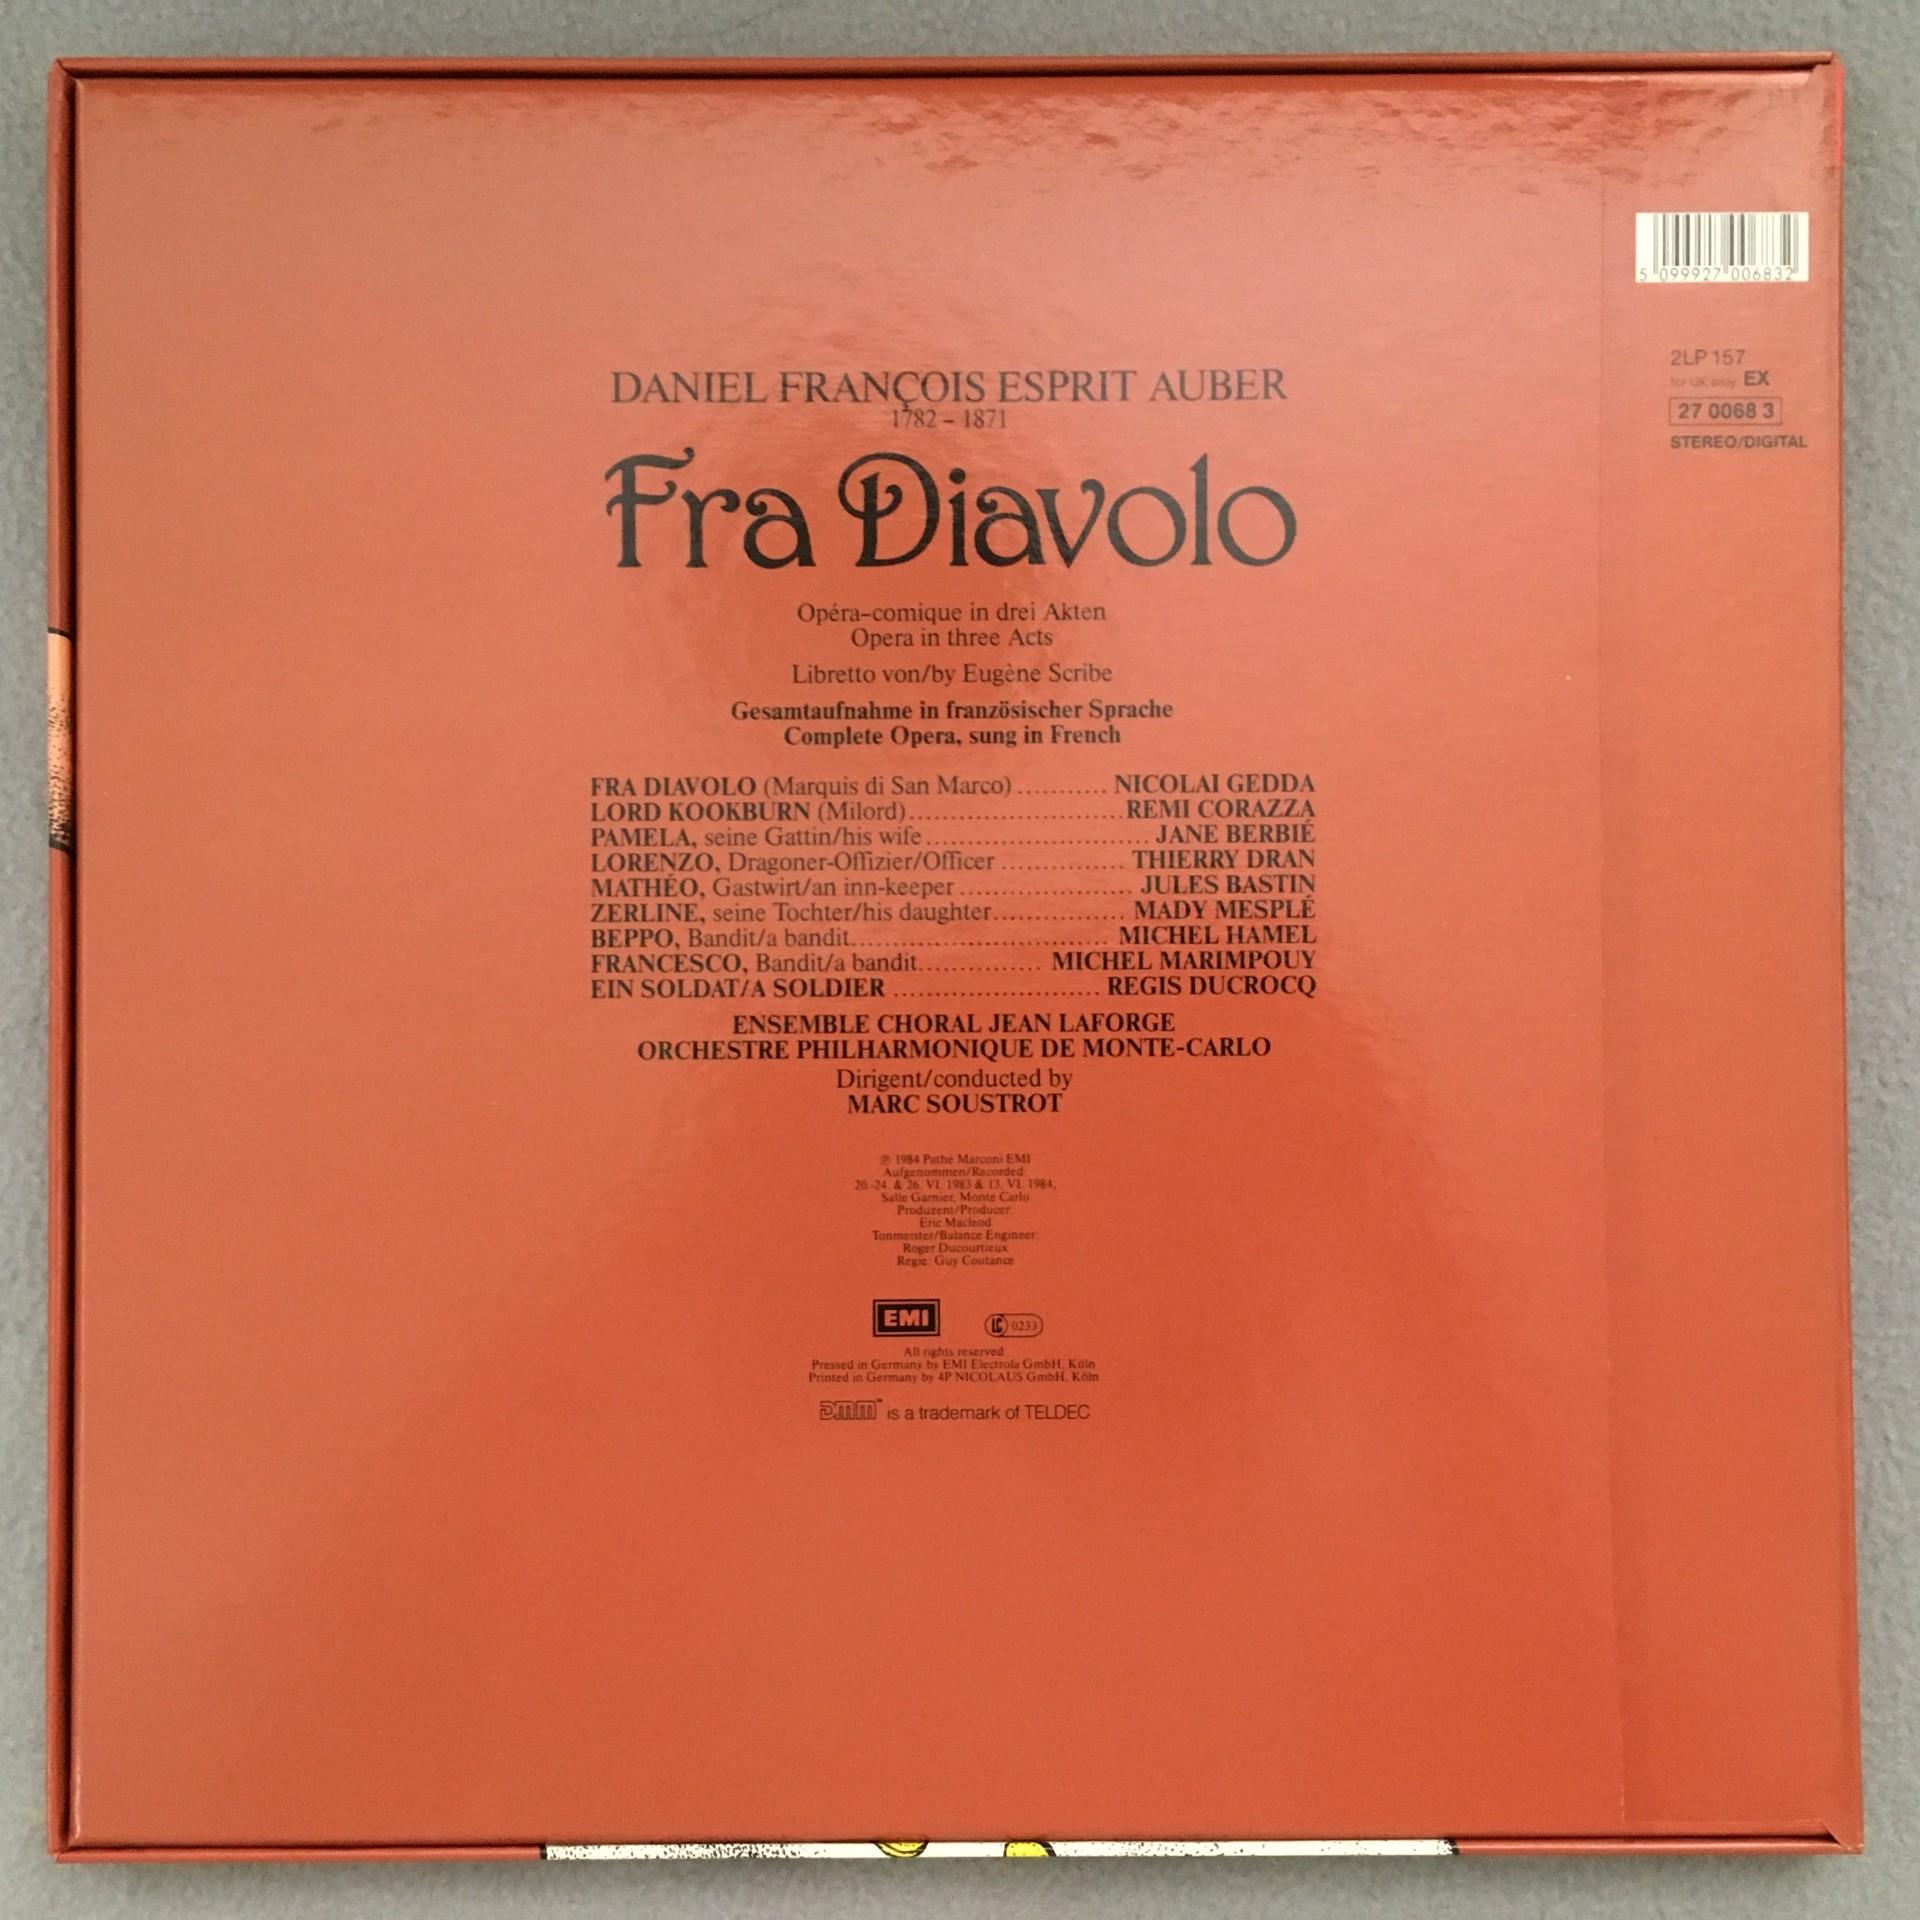 5 099927 006832
2LP 157
for UK only: EX
27 0068 3
STEREO/DIGITAL
DANIEL FRANÇOIS ESPRIT AUBER
1782 – 1871
Fra Diavolo
Opéra-comique in drei Akten
Opera in three Acts
Libretto von/by Eugène Scribe
Gesamtaufnahme in französischer Sprache
Complete Opera, sung in French
FRA DIAVOLO (Marquis di San Marco) ........... NICOLAI GEDDA
LORD KOOKBURN (Milord)......................... REMI CORAZZA
PAMELA, seine Gattin/his wife .......................... JANE BERBIÉ
LORENZO, Dragoner-Offizier/Officer .............. THIERRY DRAN
MATHÉO, Gastwirt/an inn-keeper .................... JULES BASTIN
ZERLINE, seine Tochter/his daughter................ MADY MESPLÉ
BEPPO, Bandit/a bandit.............................. MICHEL HAMEL
FRANCESCO, Bandit/a bandit.............. MICHEL MARIMPOUY
EIN SOLDAT/A SOLDIER ........................ REGIS DUCROCQ
ENSEMBLE CHORAL JEAN LAFORGE
ORCHESTRE PHILHARMONIQUE DE MONTE-CARLO
Dirigent/conducted by
MARC SOUSTROT
℗ 1984 Pathé Marconi EMI
Aufgenommen/Recorded:
20.-24. & 26. VI. 1983 & 13. VI. 1984,
Salle Garnier, Monte Carlo
Produzent/Producer:
Eric Macleod
Tonmeister/Balance Engineer:
Roger Ducourtieux
Regie: Guy Coutance
EMI LC 0233
All rights reserved
Pressed in Germany by EMI Electrola GmbH, Köln
Printed in Germany by 4P NICOLAUS GmbH, Köln
DMM™ is a trademark of TELDEC